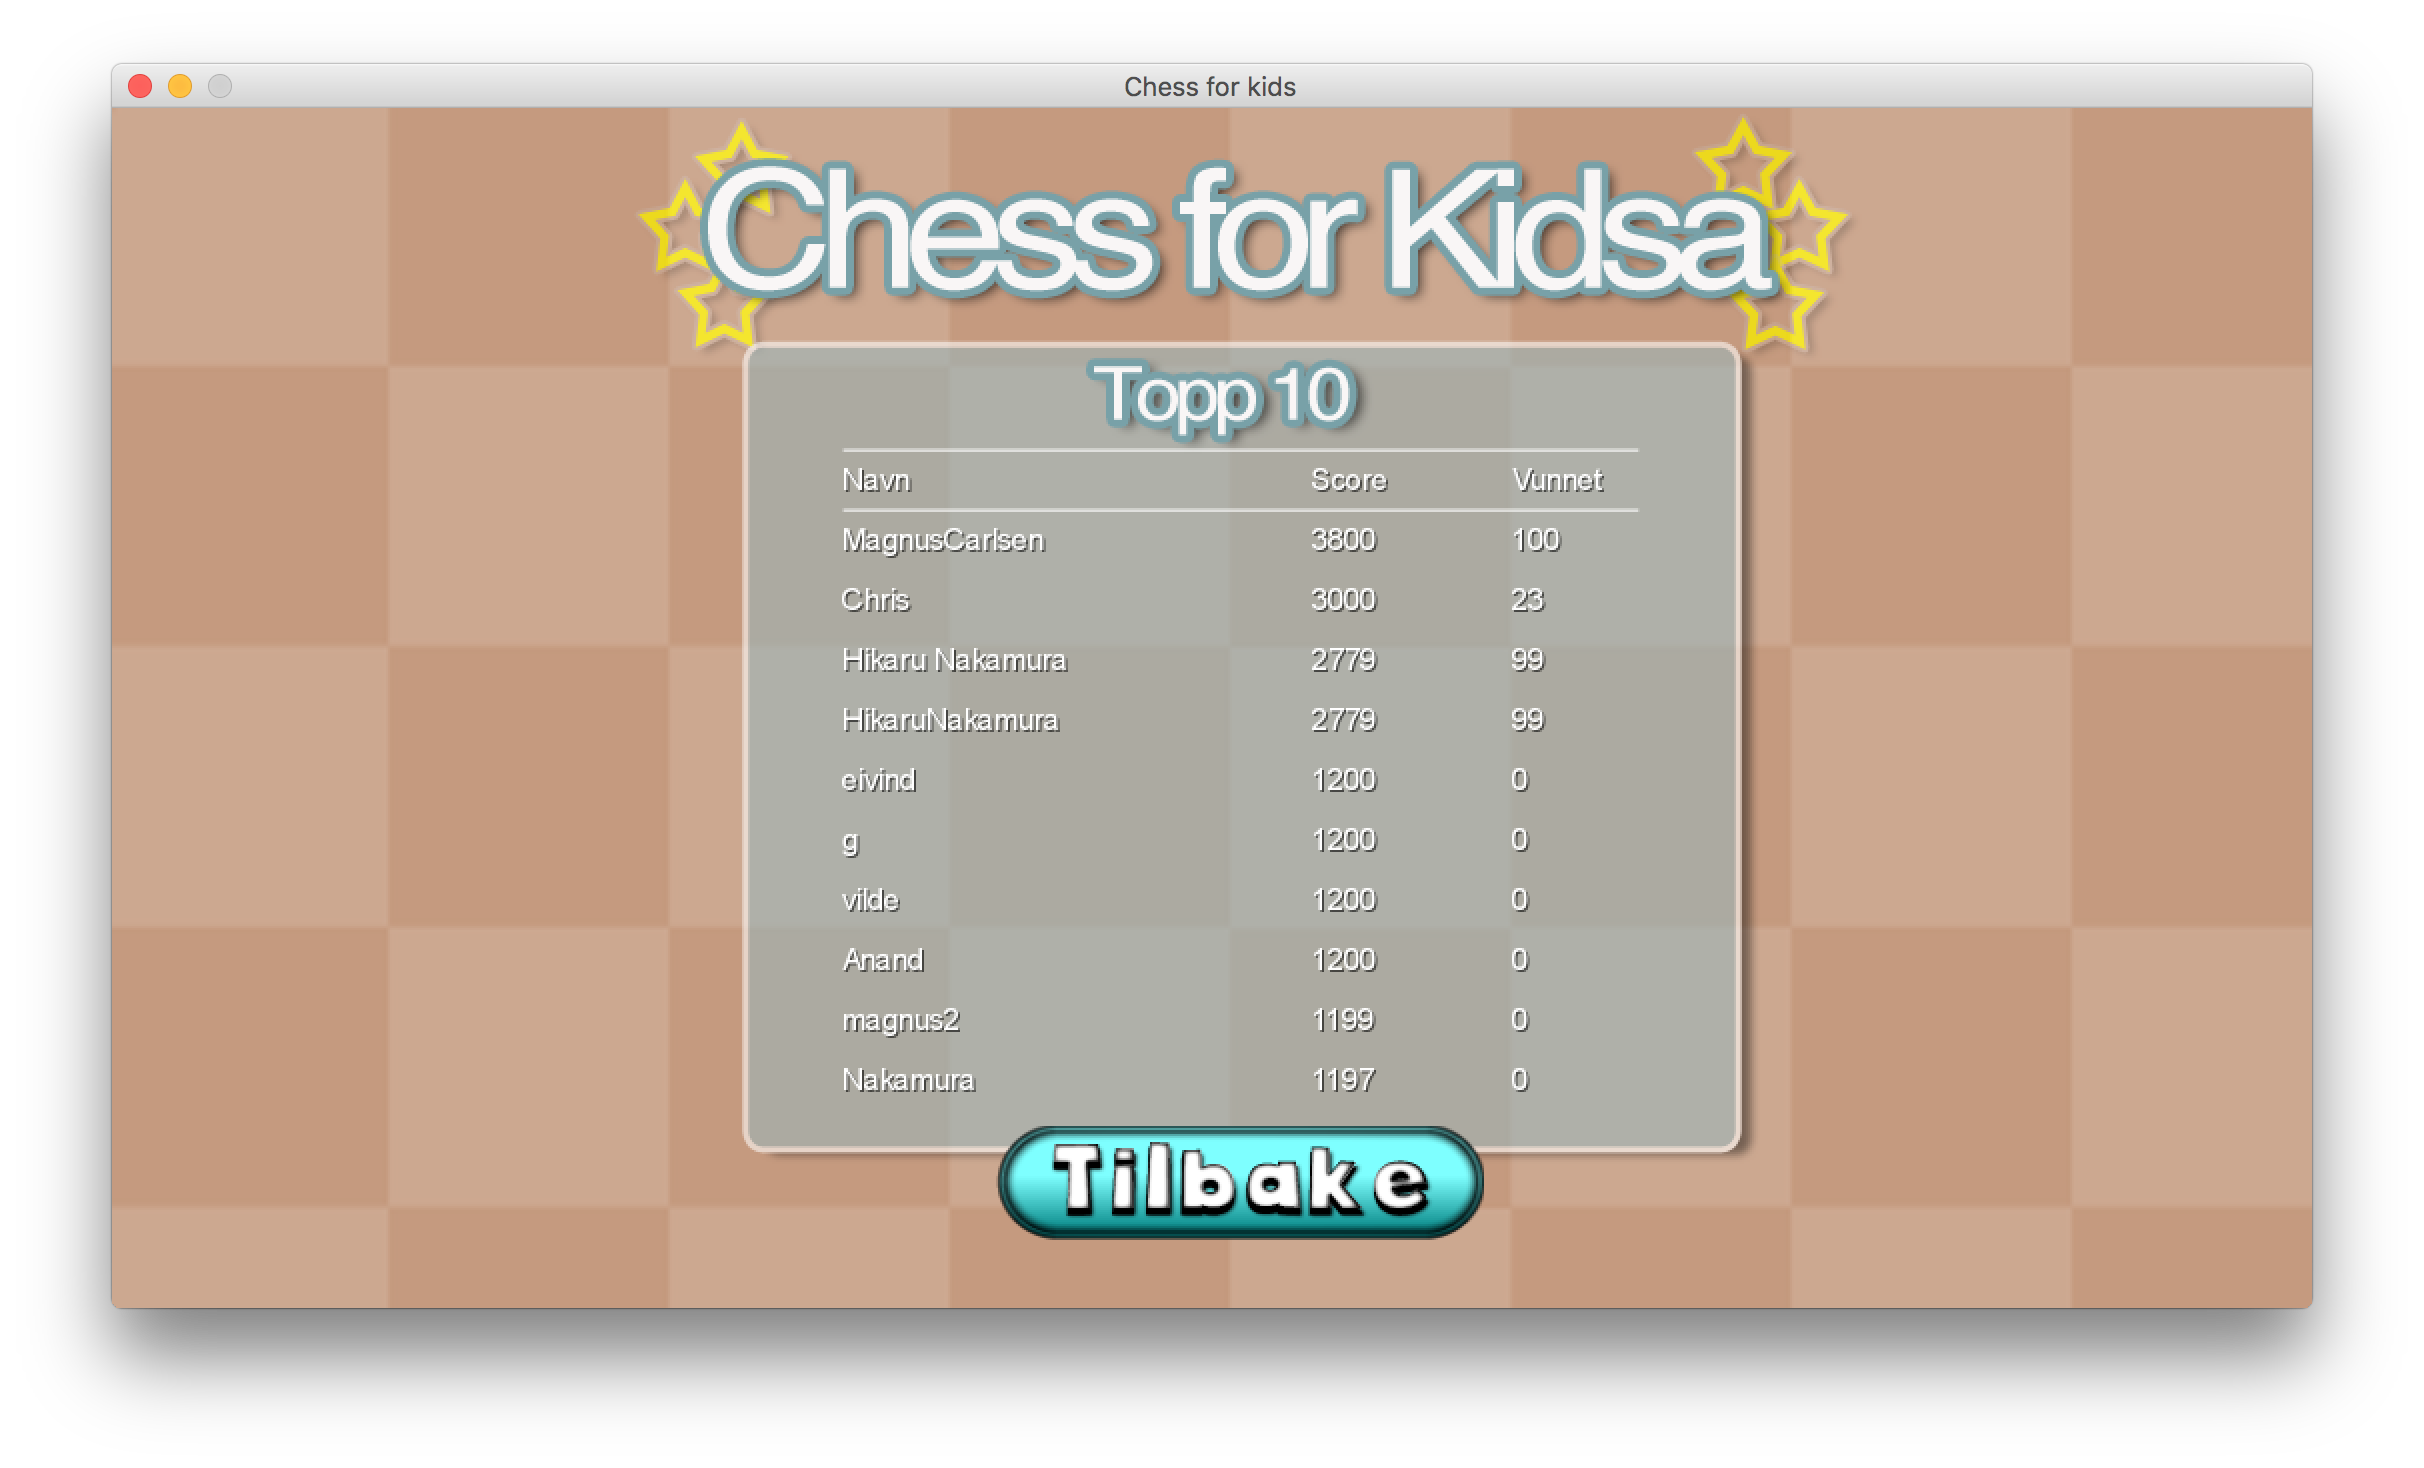 Chess for kids
Chess for Kidsa
Topp 10
Navn Score Vunnet
MagnusCarlsen 3800 100
Chris 3000 23
Hikaru Nakamura 2779 99
HikaruNakamura 2779 99
eivind 1200 0
g 1200 0
vilde 1200 0
Anand 1200 0
magnus2 1199 0
Nakamura 1197 0
Tilbake